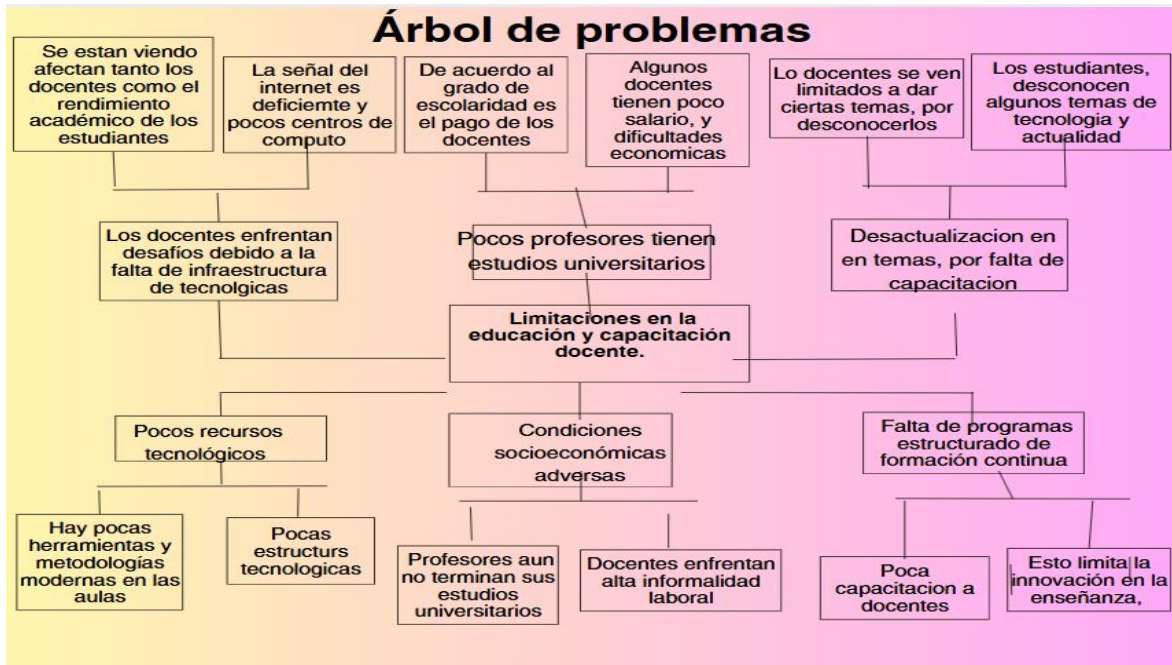 Árbol de problemas
Se estan viendo
afectan tanto los
docentes como el
rendimiento
académico de los
estudiantes
La señal del
internet es
deficiemte y
pocos centros de
computo
De acuerdo al
grado de
escolaridad es
el pago de los
docentes
Algunos
docentes
tienen poco
salario, y
dificultades
economicas
Lo docentes se ven
limitados a dar
ciertas temas, por
desconocerlos
Los estudiantes,
desconocen
algunos temas de
tecnologia y
actualidad
Los docentes enfrentan
desafíos debido a la
falta de infraestructura
de tecnolgicas
Pocos profesores tienen
estudios universitarios
Desactualizacion en
en temas, por falta de
capacitacion
Limitaciones en la
educación y capacitación
docente.
Pocos recursos
tecnológicos
Condiciones
socioeconómicas
adversas
Falta de programas
estructurado de
formación continua
Hay pocas
herramientas y
metodologías
modernas en las
aulas
Pocas
estructurs
tecnologicas
Profesores aun
no terminan sus
estudios
universitarios
Docentes enfrentan
alta informalidad
laboral
Poca
capacitacion a
docentes
Esto limita la
innovación en la
enseñanza,